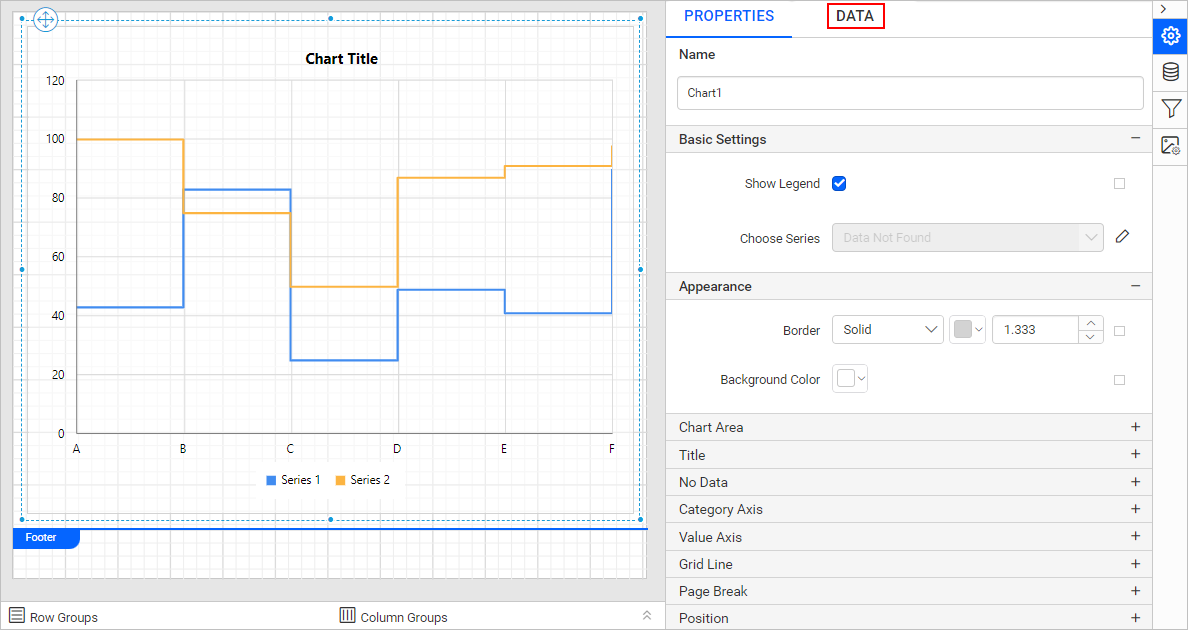 Chart Title
120
100
80
60
40
20
0
A B C D E F
Series 1 Series 2
Footer
Row Groups Column Groups
PROPERTIES DATA
Name
Chart1
Basic Settings
Show Legend
Choose Series Data Not Found
Appearance
Border Solid 1.333
Background Color
Chart Area
Title
No Data
Category Axis
Value Axis
Grid Line
Page Break
Position